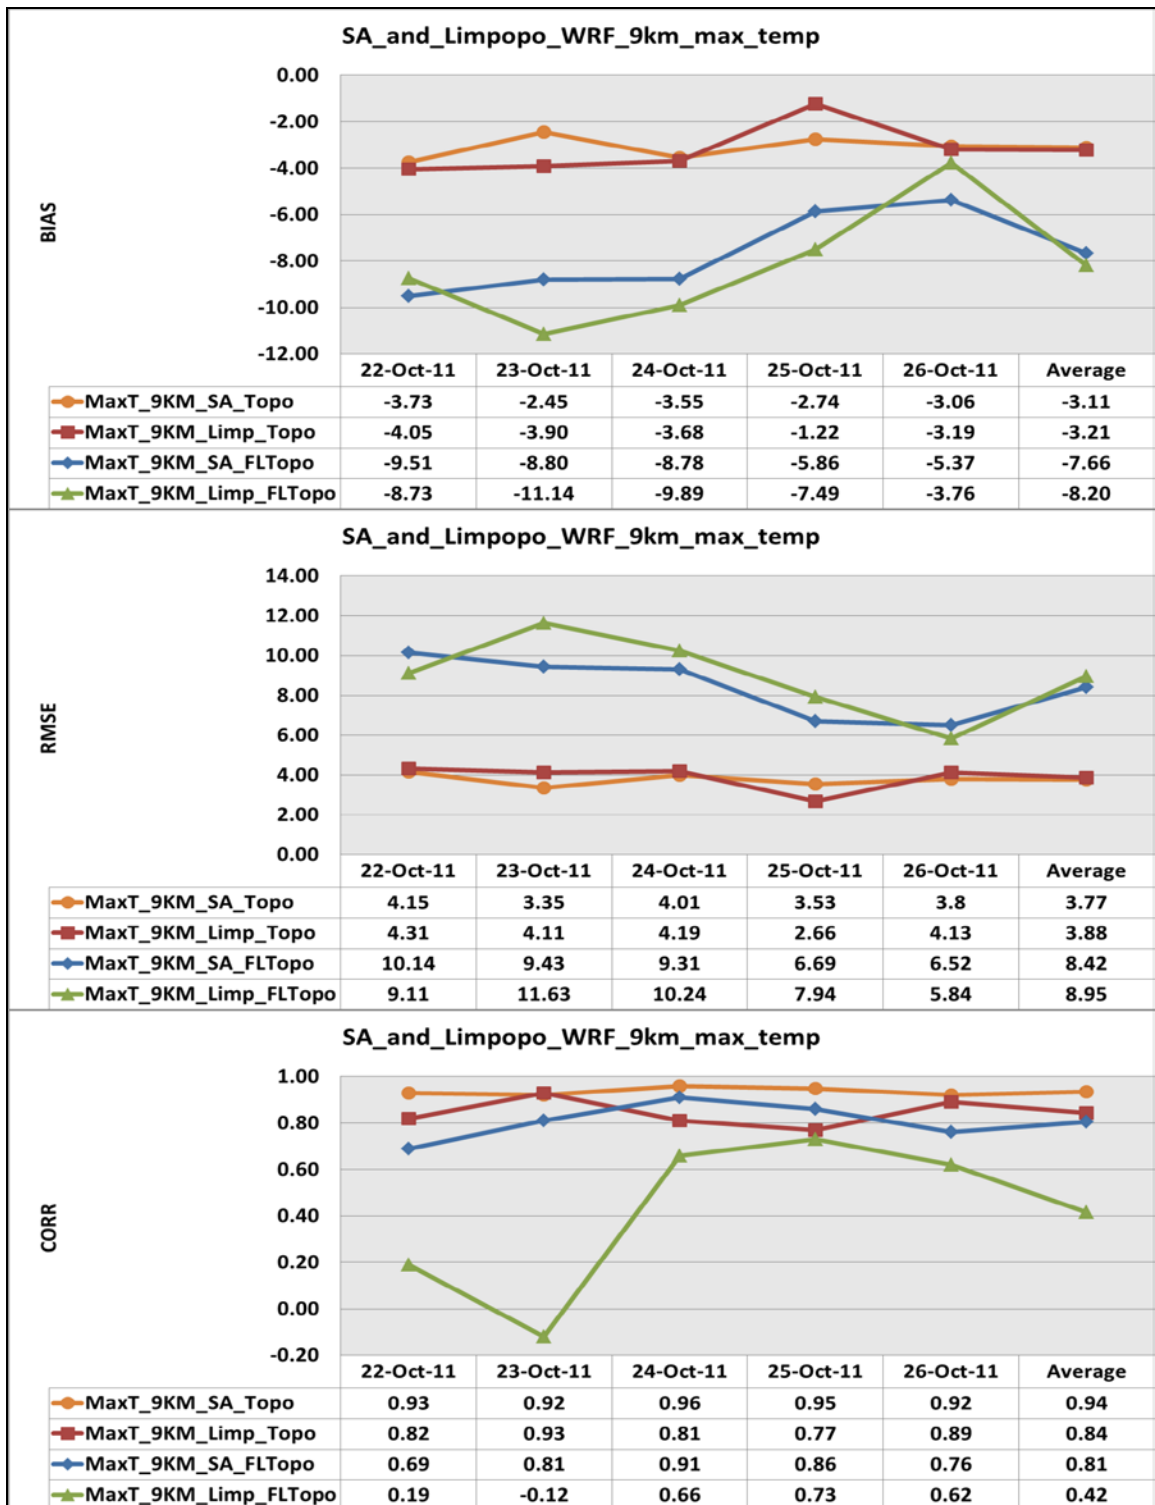 SA_and_Limpopo_WRF_9km_max_temp
0.00
-2.00
-4.00
-6.00
-8.00
-10.00
-12.00
BIAS
22-Oct-11 23-Oct-11 24-Oct-11 25-Oct-11 26-Oct-11 Average
MaxT_9KM_SA_Topo -3.73 -2.45 -3.55 -2.74 -3.06 -3.11
MaxT_9KM_Limp_Topo -4.05 -3.90 -3.68 -1.22 -3.19 -3.21
MaxT_9KM_SA_FLTopo -9.51 -8.80 -8.78 -5.86 -5.37 -7.66
MaxT_9KM_Limp_FLTopo -8.73 -11.14 -9.89 -7.49 -3.76 -8.20
SA_and_Limpopo_WRF_9km_max_temp
14.00
12.00
10.00
8.00
6.00
4.00
2.00
0.00
RMSE
22-Oct-11 23-Oct-11 24-Oct-11 25-Oct-11 26-Oct-11 Average
MaxT_9KM_SA_Topo 4.15 3.35 4.01 3.53 3.8 3.77
MaxT_9KM_Limp_Topo 4.31 4.11 4.19 2.66 4.13 3.88
MaxT_9KM_SA_FLTopo 10.14 9.43 9.31 6.69 6.52 8.42
MaxT_9KM_Limp_FLTopo 9.11 11.63 10.24 7.94 5.84 8.95
SA_and_Limpopo_WRF_9km_max_temp
1.00
0.80
0.60
0.40
0.20
0.00
-0.20
CORR
22-Oct-11 23-Oct-11 24-Oct-11 25-Oct-11 26-Oct-11 Average
MaxT_9KM_SA_Topo 0.93 0.92 0.96 0.95 0.92 0.94
MaxT_9KM_Limp_Topo 0.82 0.93 0.81 0.77 0.89 0.84
MaxT_9KM_SA_FLTopo 0.69 0.81 0.91 0.86 0.76 0.81
MaxT_9KM_Limp_FLTopo 0.19 -0.12 0.66 0.73 0.62 0.42